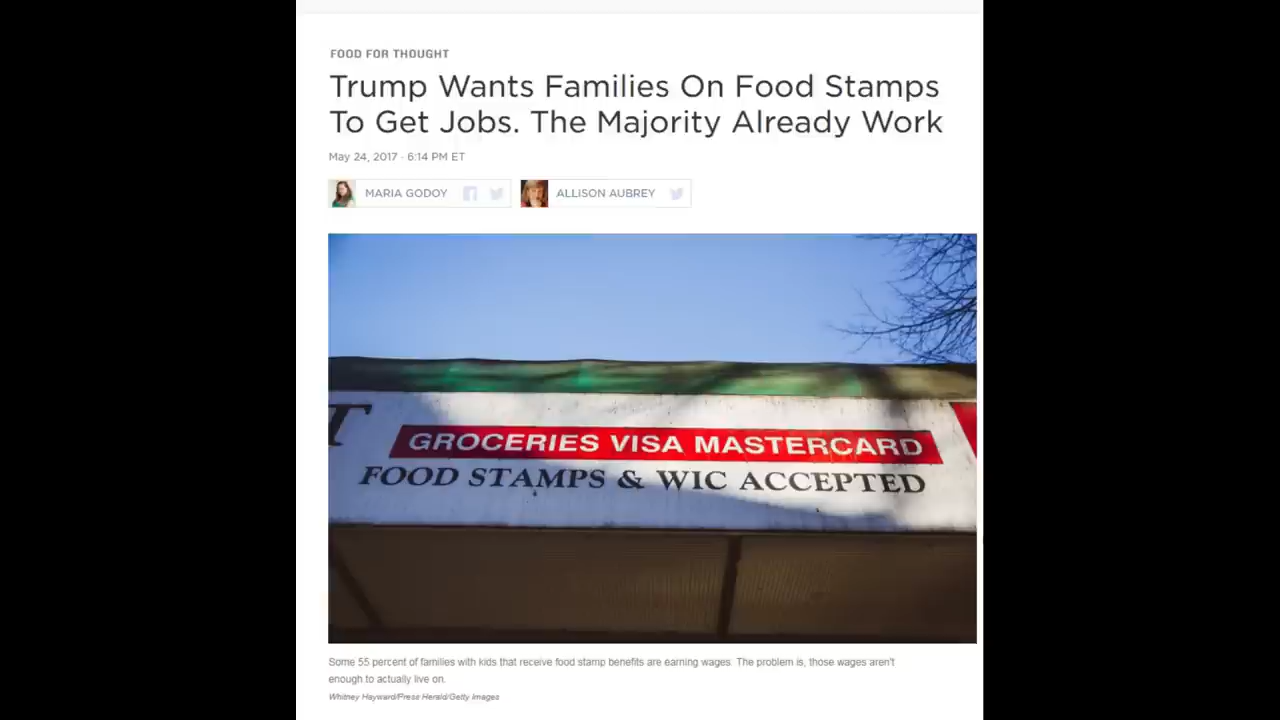 FOOD FOR THOUGHT
Trump Wants Families On Food Stamps
To Get Jobs. The Majority Already Work
May 24, 2017 · 6:14 PM ET
MARIA GODOY
ALLISON AUBREY
T
GROCERIES VISA MASTERCARD
FOOD STAMPS & WIC ACCEPTED
Some 55 percent of families with kids that receive food stamp benefits are earning wages. The problem is, those wages aren't
enough to actually live on.
Whitney Hayward/Press Herald/Getty Images